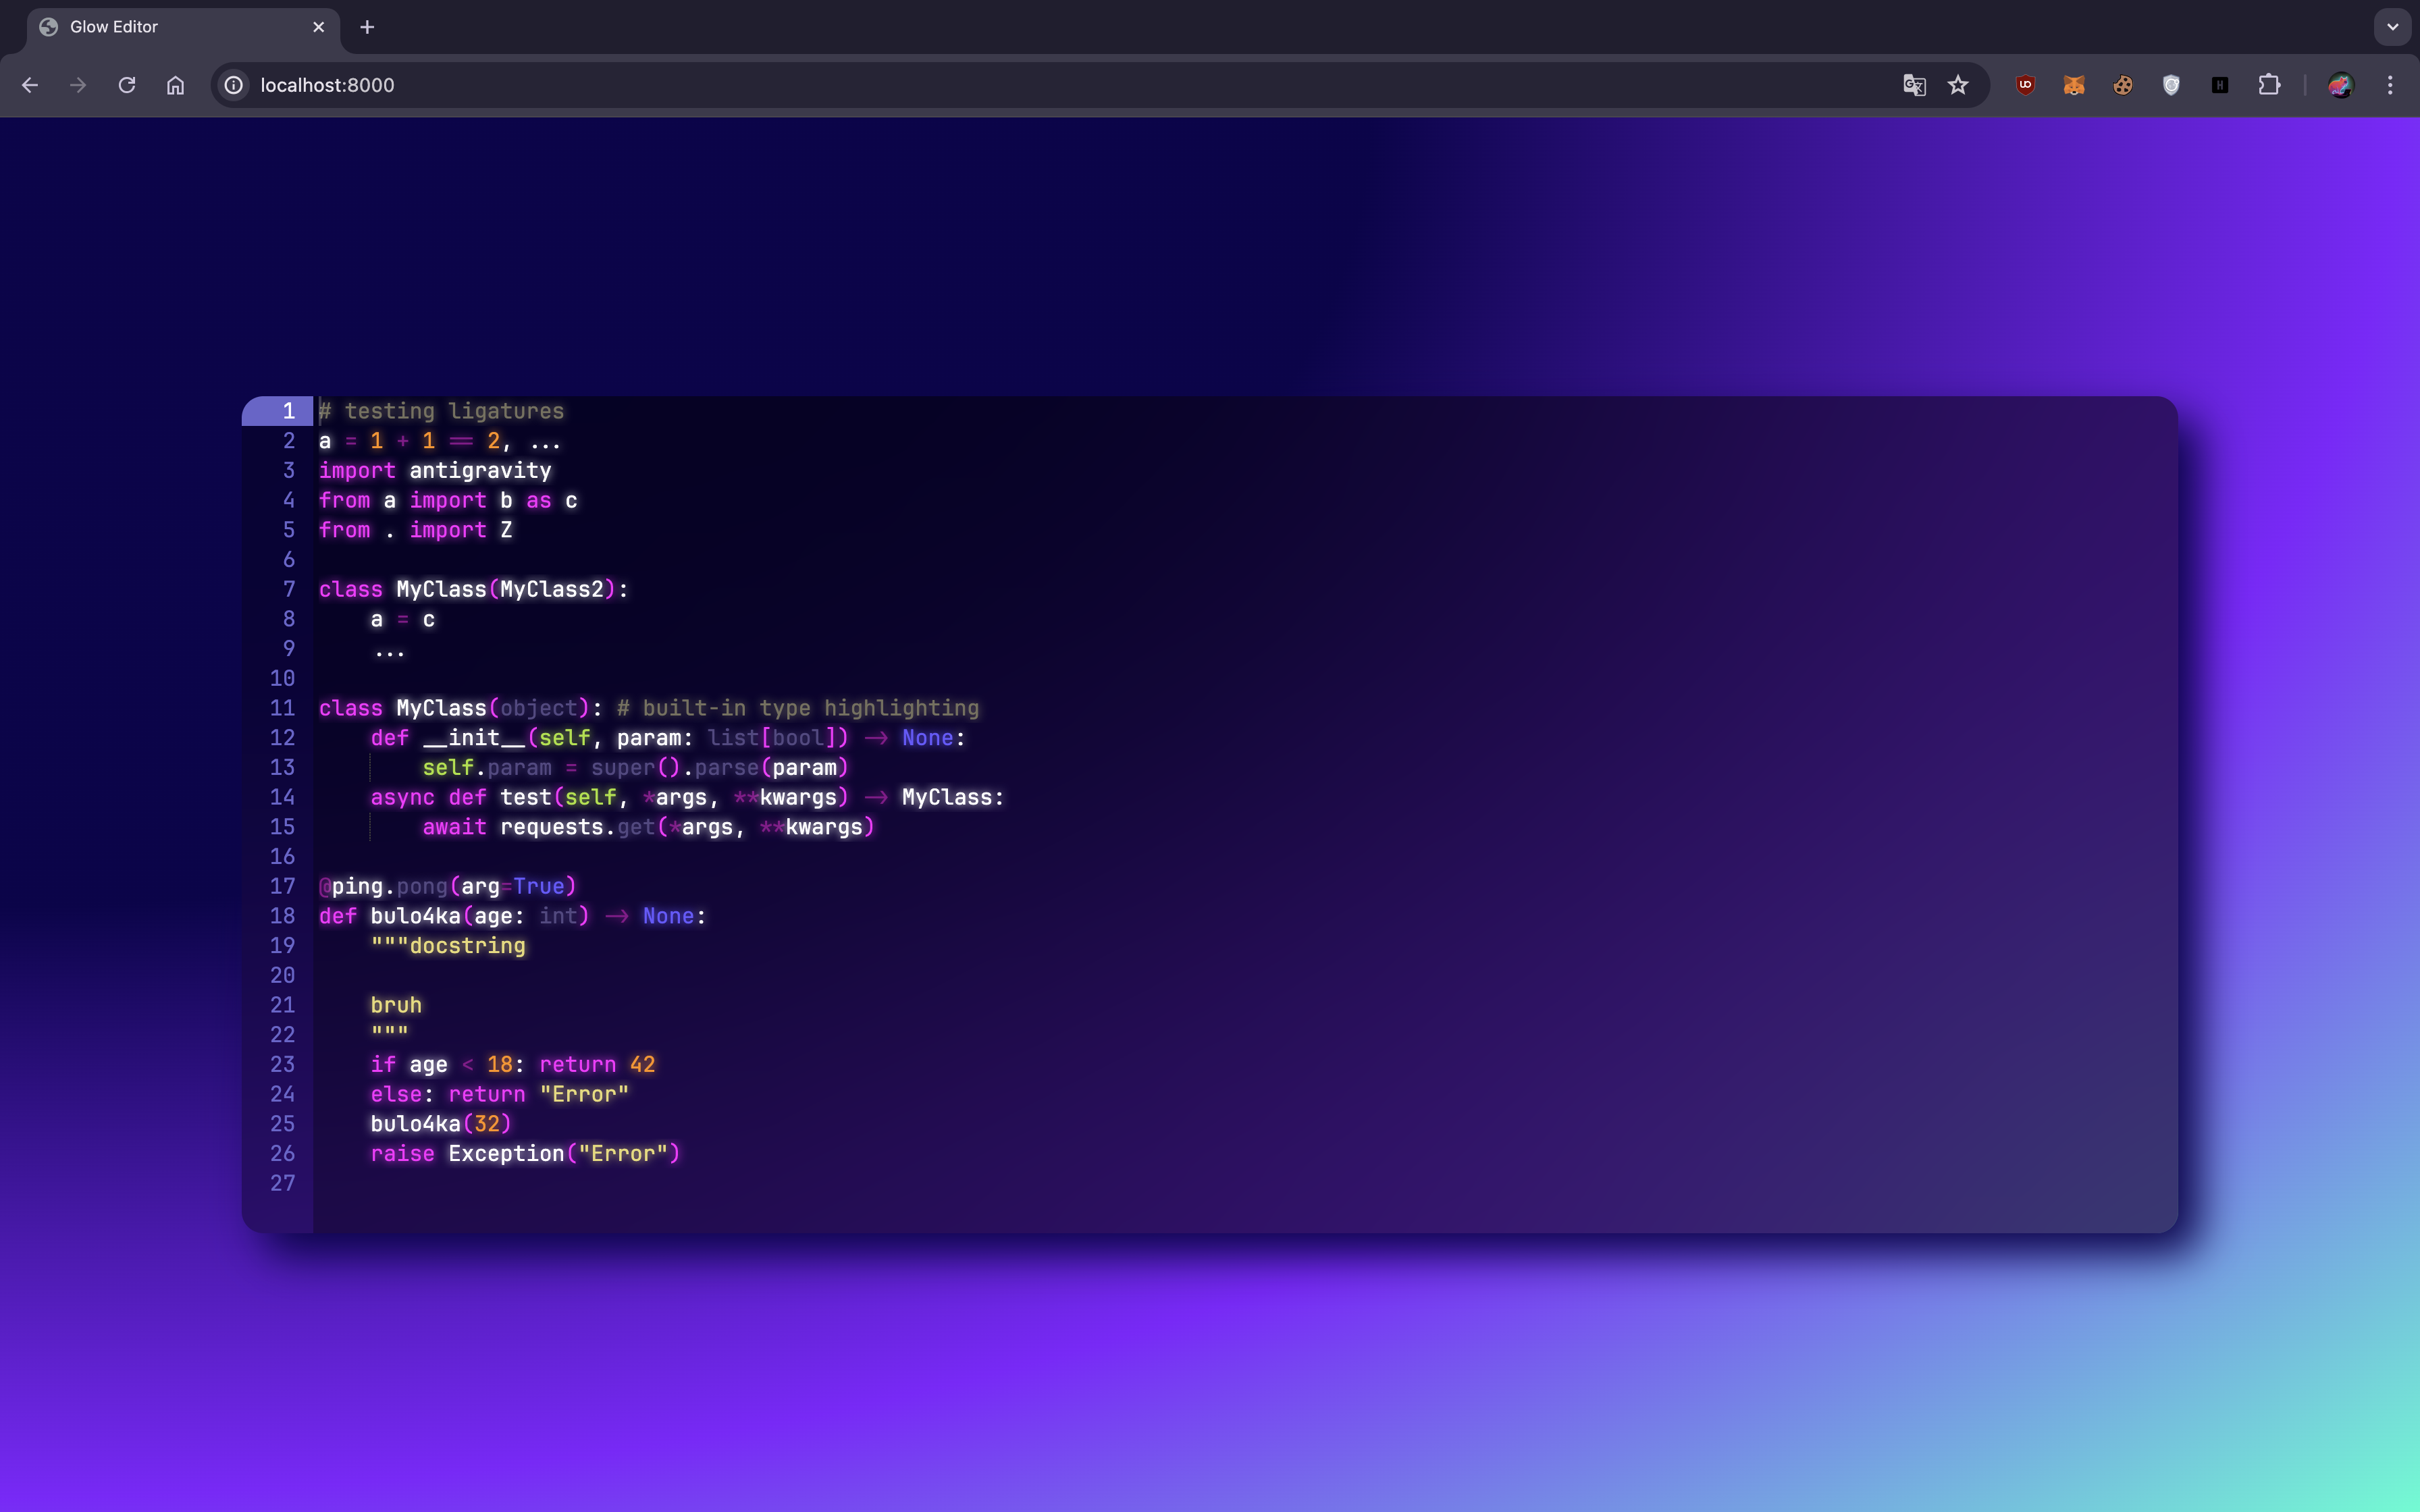 Glow Editor
localhost:8000
1 # testing ligatures
2 a = 1 + 1 == 2, ...
3 import antigravity
4 from a import b as c
5 from . import Z
6
7 class MyClass(MyClass2):
8     a = c
9     ...
10
11 class MyClass(object): # built-in type highlighting
12     def __init__(self, param: list[bool]) -> None:
13         self.param = super().parse(param)
14     async def test(self, *args, **kwargs) -> MyClass:
15         await requests.get(*args, **kwargs)
16
17 @ping.pong(arg=True)
18 def bulo4ka(age: int) -> None:
19     """docstring
20
21     bruh
22     """
23     if age < 18: return 42
24     else: return "Error"
25     bulo4ka(32)
26     raise Exception("Error")
27